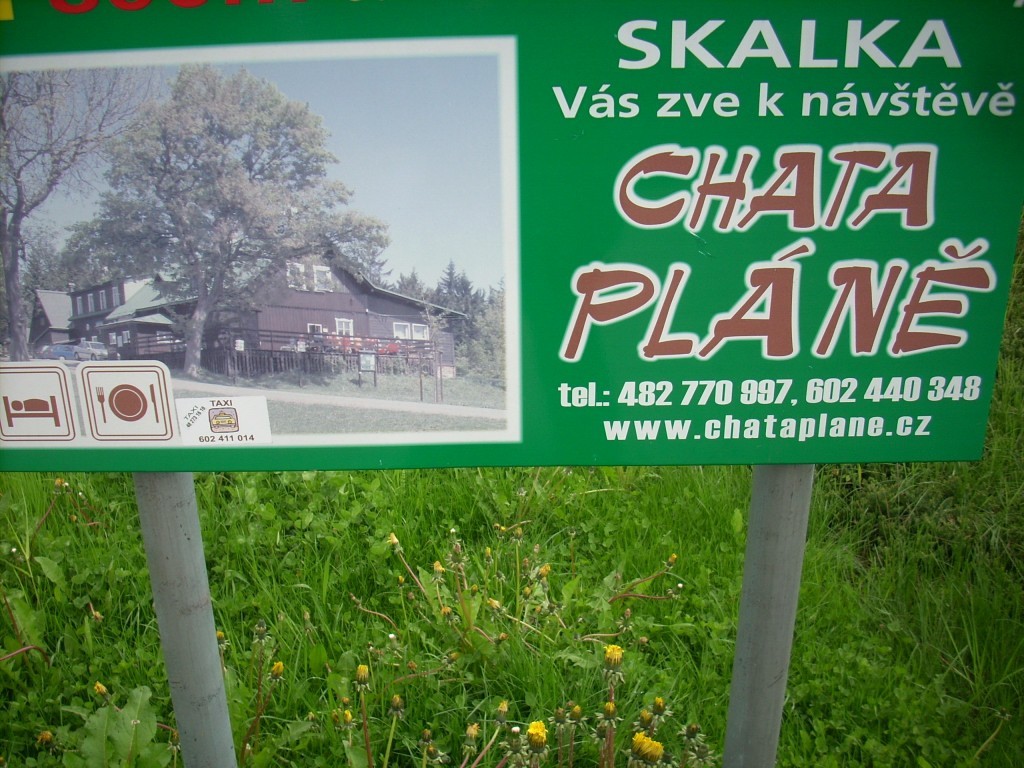 SKALKA
Vás zve k návštěvě
CHATA
PLÁNĚ
tel.: 482 770 997, 602 440 348
www.chataplane.cz
TAXI
TAXI
602 411 014